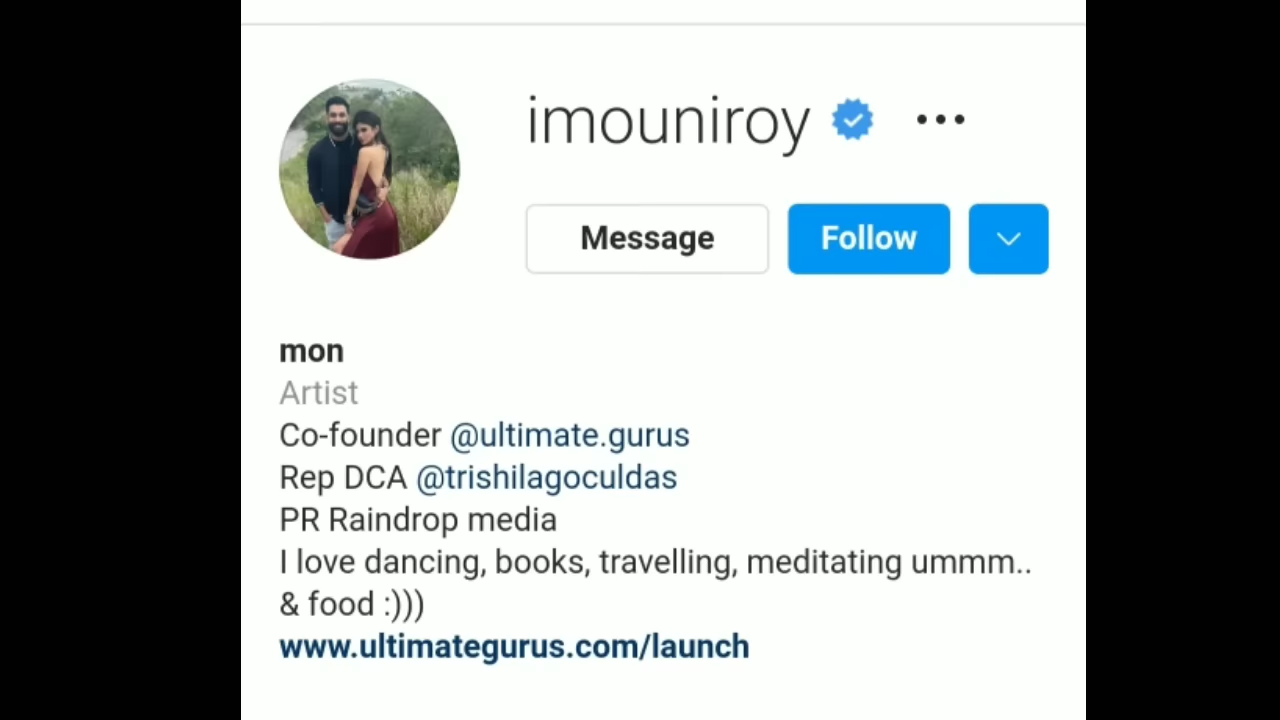 imouniroy
Message
Follow
mon
Artist
Co-founder @ultimate.gurus
Rep DCA @trishilagoculdas
PR Raindrop media
I love dancing, books, travelling, meditating ummm..
& food :)))
www.ultimategurus.com/launch